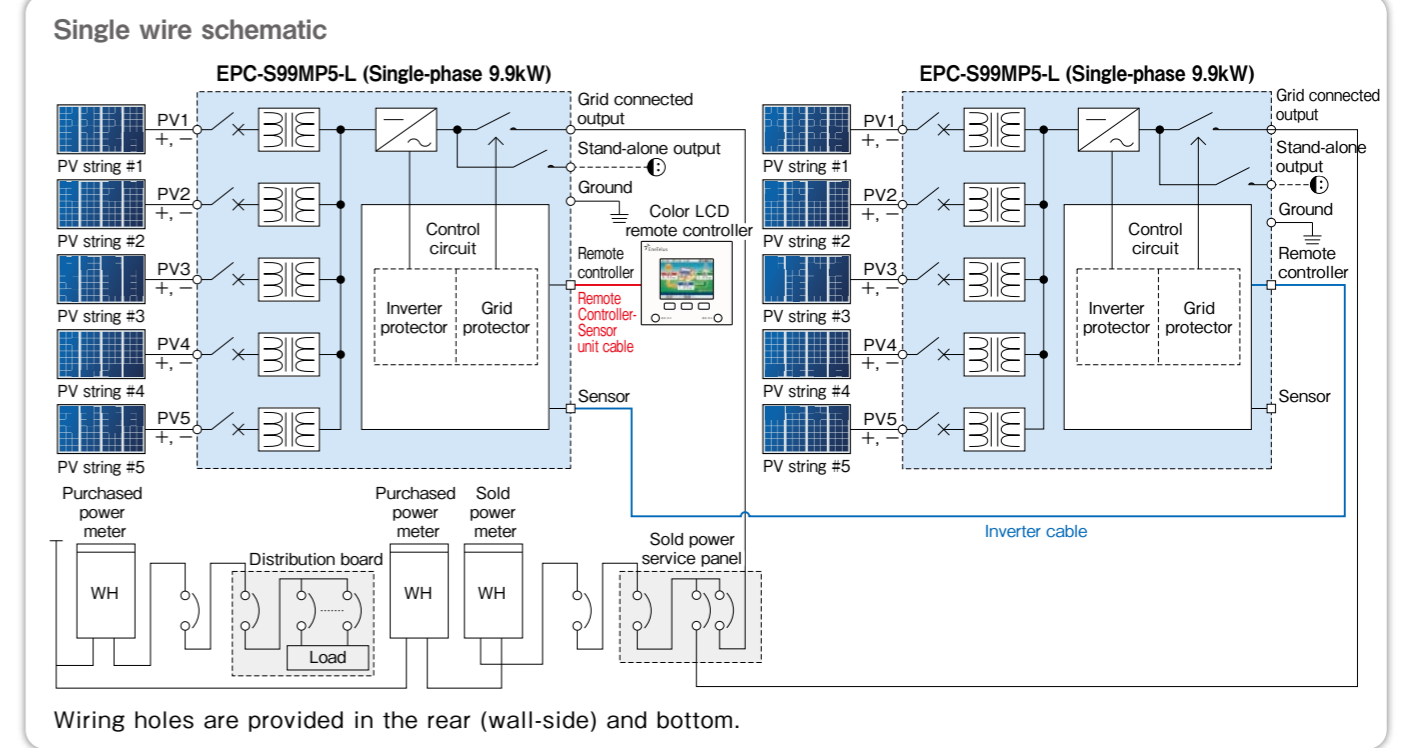 Single wire schematic
EPC-S99MP5-L (Single-phase 9.9kW)
PV1
+, −
PV string #1
PV2
+, −
PV string #2
PV3
+, −
PV string #3
PV4
+, −
PV string #4
PV5
+, −
PV string #5
Control
circuit
Inverter
protector
Grid
protector
Grid connected
output
Stand-alone output
Ground
Color LCD
remote controller
Remote
controller
Remote
Controller-
Sensor
unit cable
Sensor
EPC-S99MP5-L (Single-phase 9.9kW)
PV1
+, −
PV string #1
PV2
+, −
PV string #2
PV3
+, −
PV string #3
PV4
+, −
PV string #4
PV5
+, −
PV string #5
Control
circuit
Inverter
protector
Grid
protector
Grid connected
output
Stand-alone
output
Ground
Remote
controller
Sensor
Inverter cable
Purchased
power
meter
WH
Distribution board
Load
Purchased
power
meter
WH
Sold
power
meter
WH
Sold power
service panel
Wiring holes are provided in the rear (wall-side) and bottom.